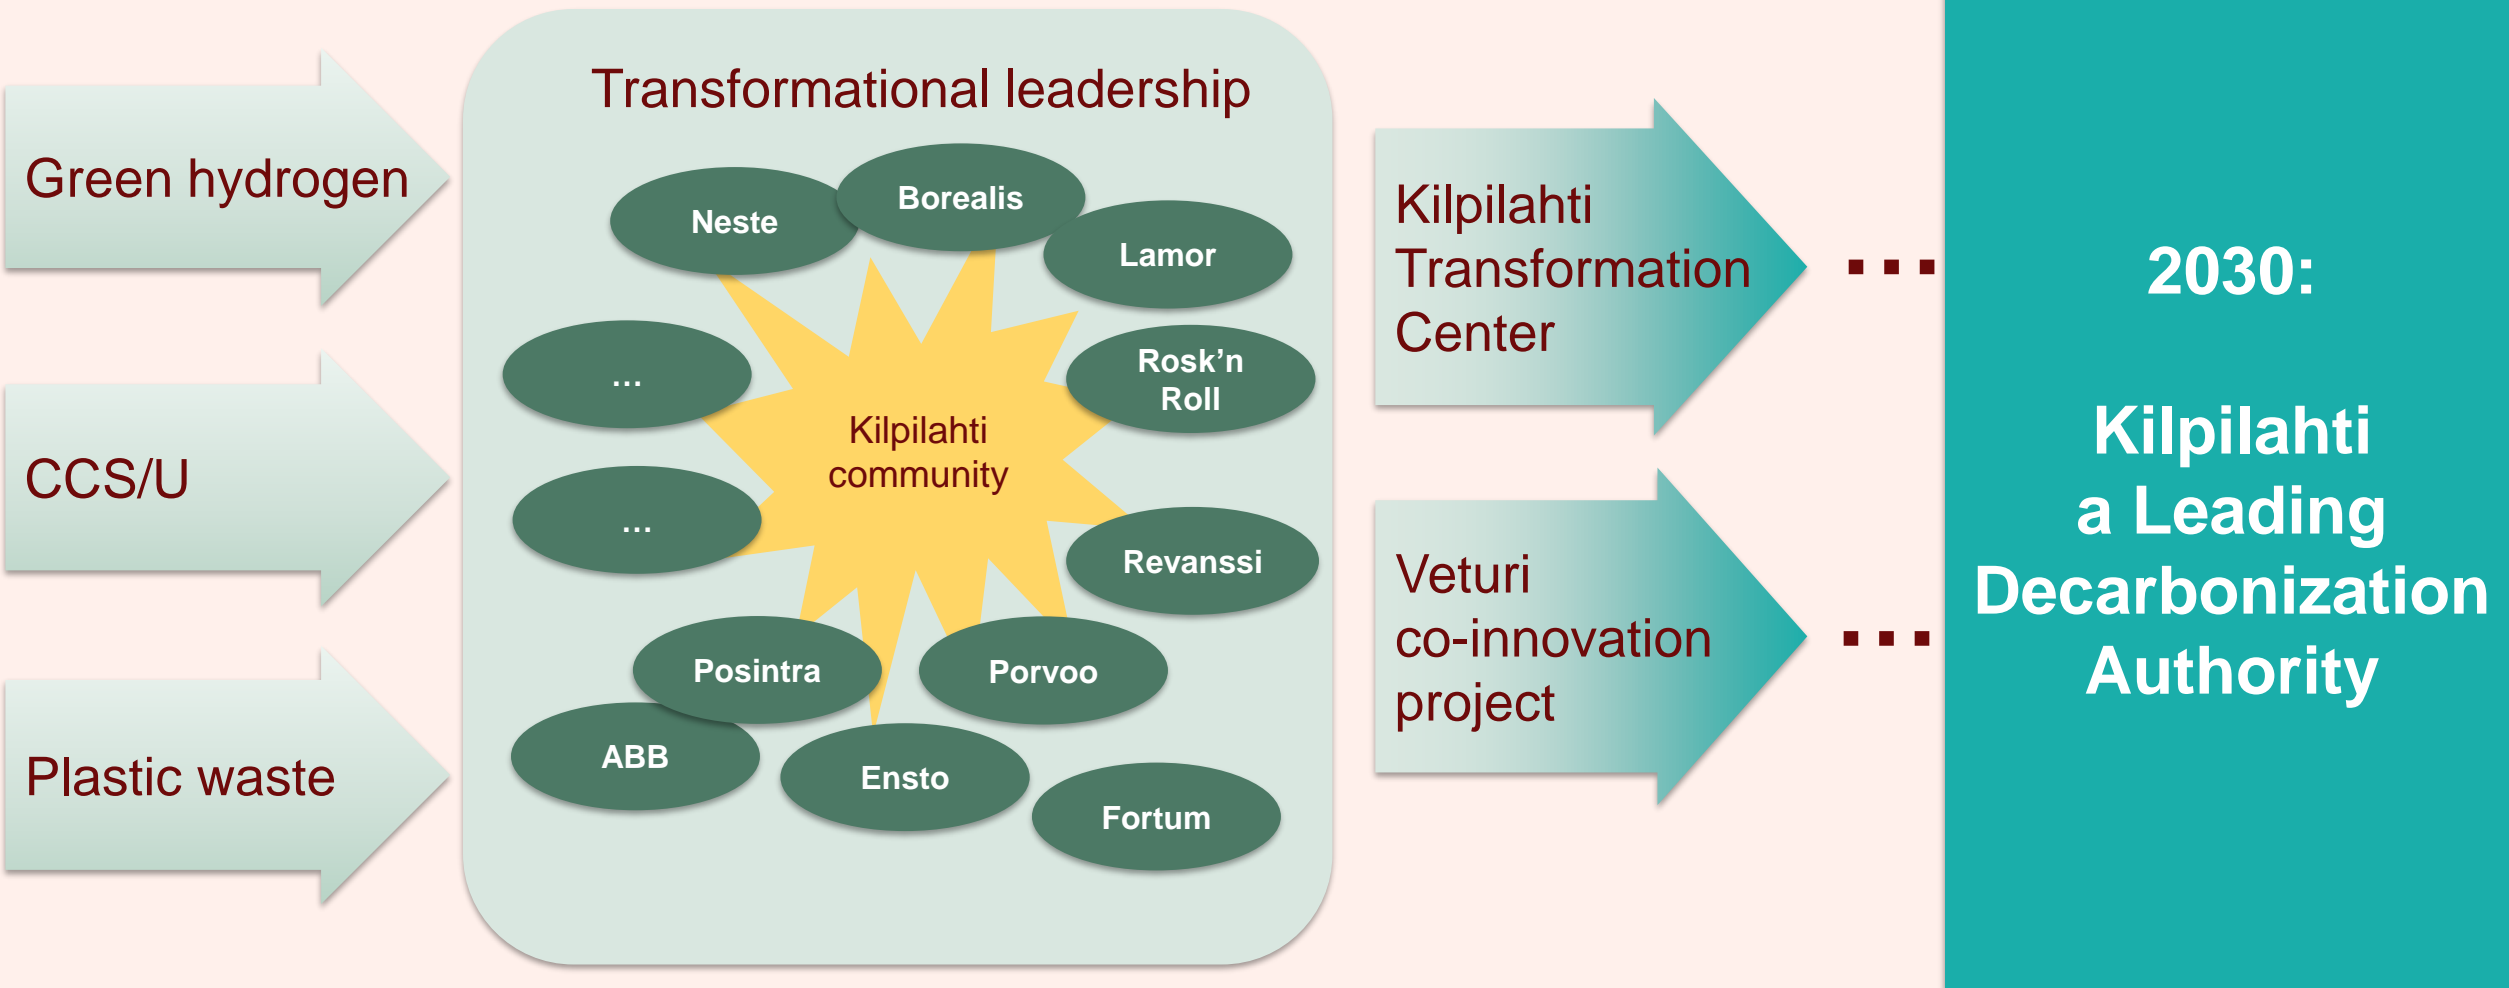 Green hydrogen
CCS/U
Plastic waste
Transformational leadership
Neste
Borealis
Lamor
…
Rosk’n
Roll
Kilpilahti
community
…
Revanssi
Posintra
Porvoo
ABB
Ensto
Fortum
Kilpilahti
Transformation
Center
…
Veturi
co-innovation
project
…
2030:
Kilpilahti
a Leading
Decarbonization
Authority